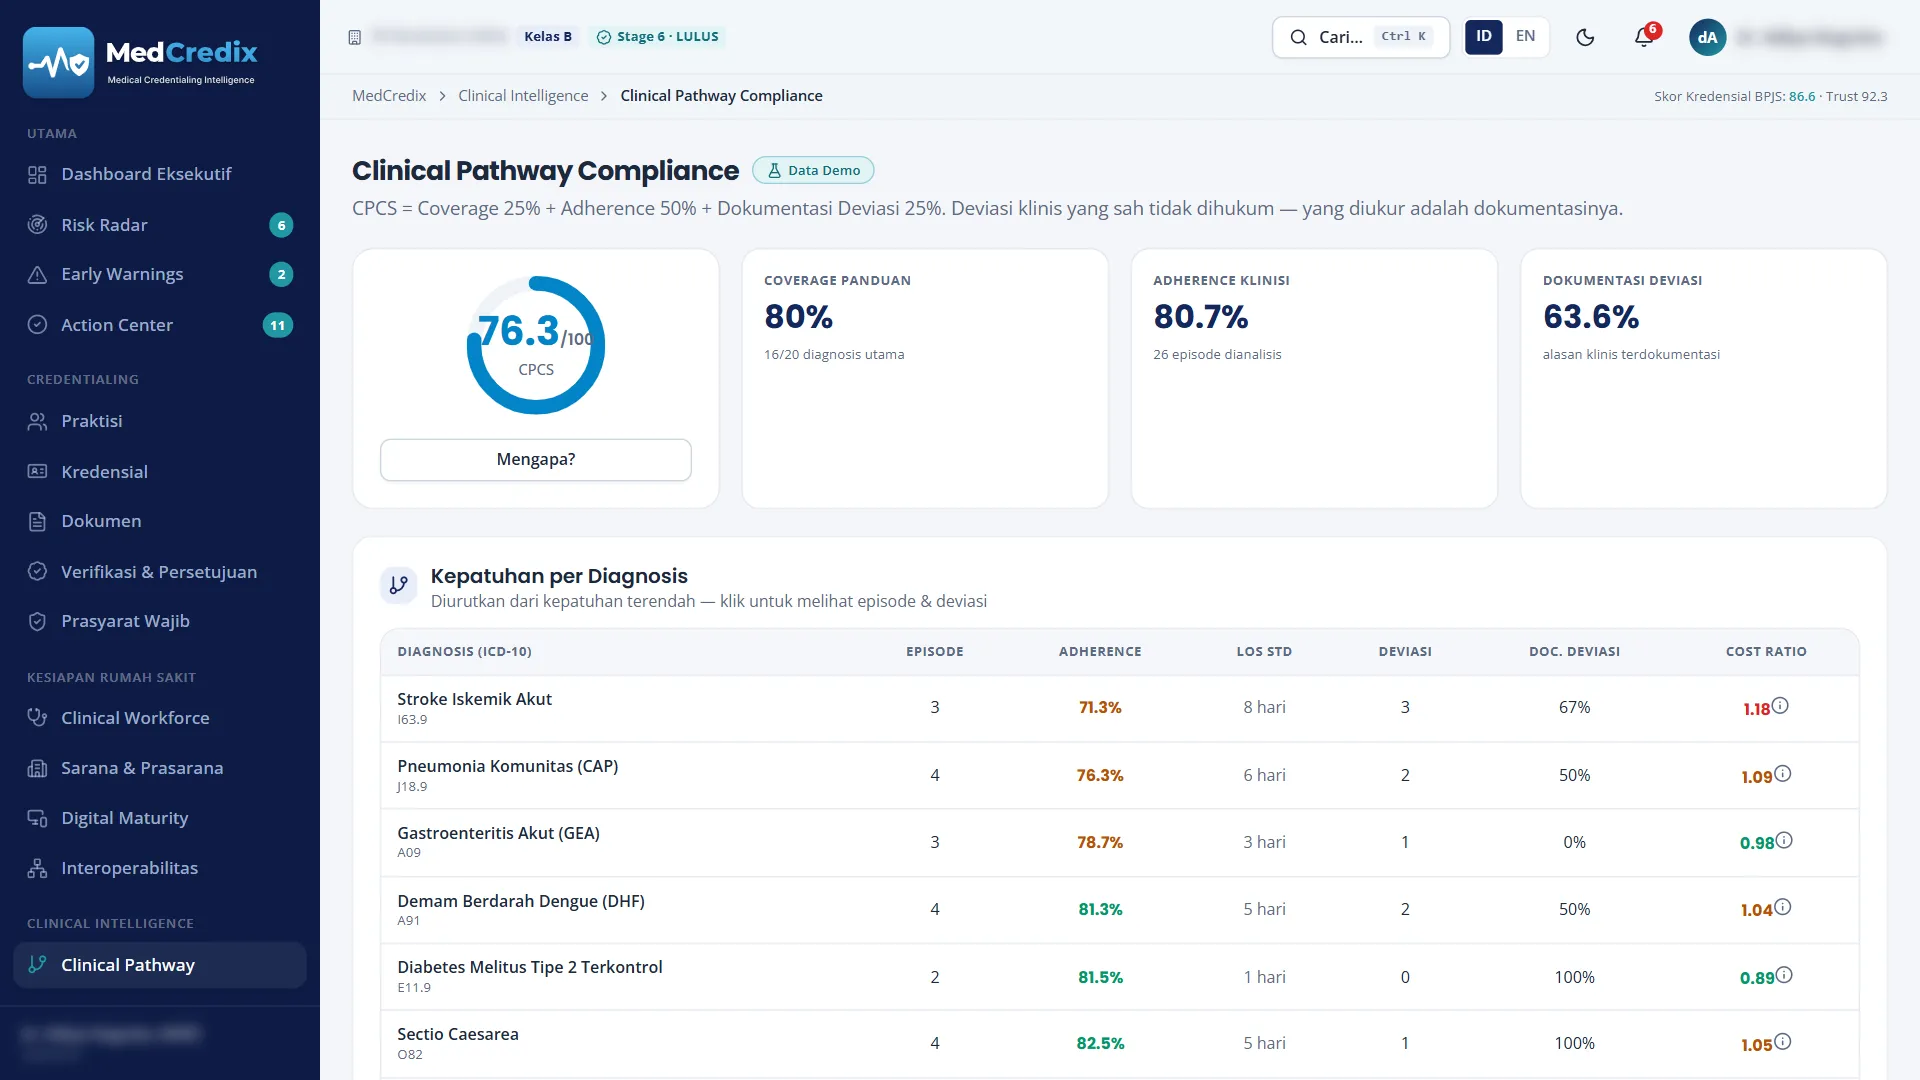 MedCredix
Medical Credentialing Intelligence
UTAMA
Dashboard Eksekutif
Risk Radar
6
Early Warnings
2
Action Center
11
CREDENTIALING
Praktisi
Kredensial
Dokumen
Verifikasi & Persetujuan
Prasyarat Wajib
KESIAPAN RUMAH SAKIT
Clinical Workforce
Sarana & Prasarana
Digital Maturity
Interoperabilitas
CLINICAL INTELLIGENCE
Clinical Pathway
Kelas B
Stage 6 · LULUS
Cari... Ctrl K
ID EN
6
dA
MedCredix > Clinical Intelligence > Clinical Pathway Compliance
Skor Kredensial BPJS: 86.6 · Trust 92.3
Clinical Pathway Compliance
Data Demo
CPCS = Coverage 25% + Adherence 50% + Dokumentasi Deviasi 25%. Deviasi klinis yang sah tidak dihukum — yang diukur adalah dokumentasinya.
76.3/100
CPCS
Mengapa?
COVERAGE PANDUAN
80%
16/20 diagnosis utama
ADHERENCE KLINISI
80.7%
26 episode dianalisis
DOKUMENTASI DEVIASI
63.6%
alasan klinis terdokumentasi
Kepatuhan per Diagnosis
Diurutkan dari kepatuhan terendah — klik untuk melihat episode & deviasi
DIAGNOSIS (ICD-10) EPISODE ADHERENCE LOS STD DEVIASI DOC. DEVIASI COST RATIO
Stroke Iskemik Akut 3 71.3% 8 hari 3 67% 1.18
I63.9
Pneumonia Komunitas (CAP) 4 76.3% 6 hari 2 50% 1.09
J18.9
Gastroenteritis Akut (GEA) 3 78.7% 3 hari 1 0% 0.98
A09
Demam Berdarah Dengue (DHF) 4 81.3% 5 hari 2 50% 1.04
A91
Diabetes Melitus Tipe 2 Terkontrol 2 81.5% 1 hari 0 100% 0.89
E11.9
Sectio Caesarea 4 82.5% 5 hari 1 100% 1.05
O82